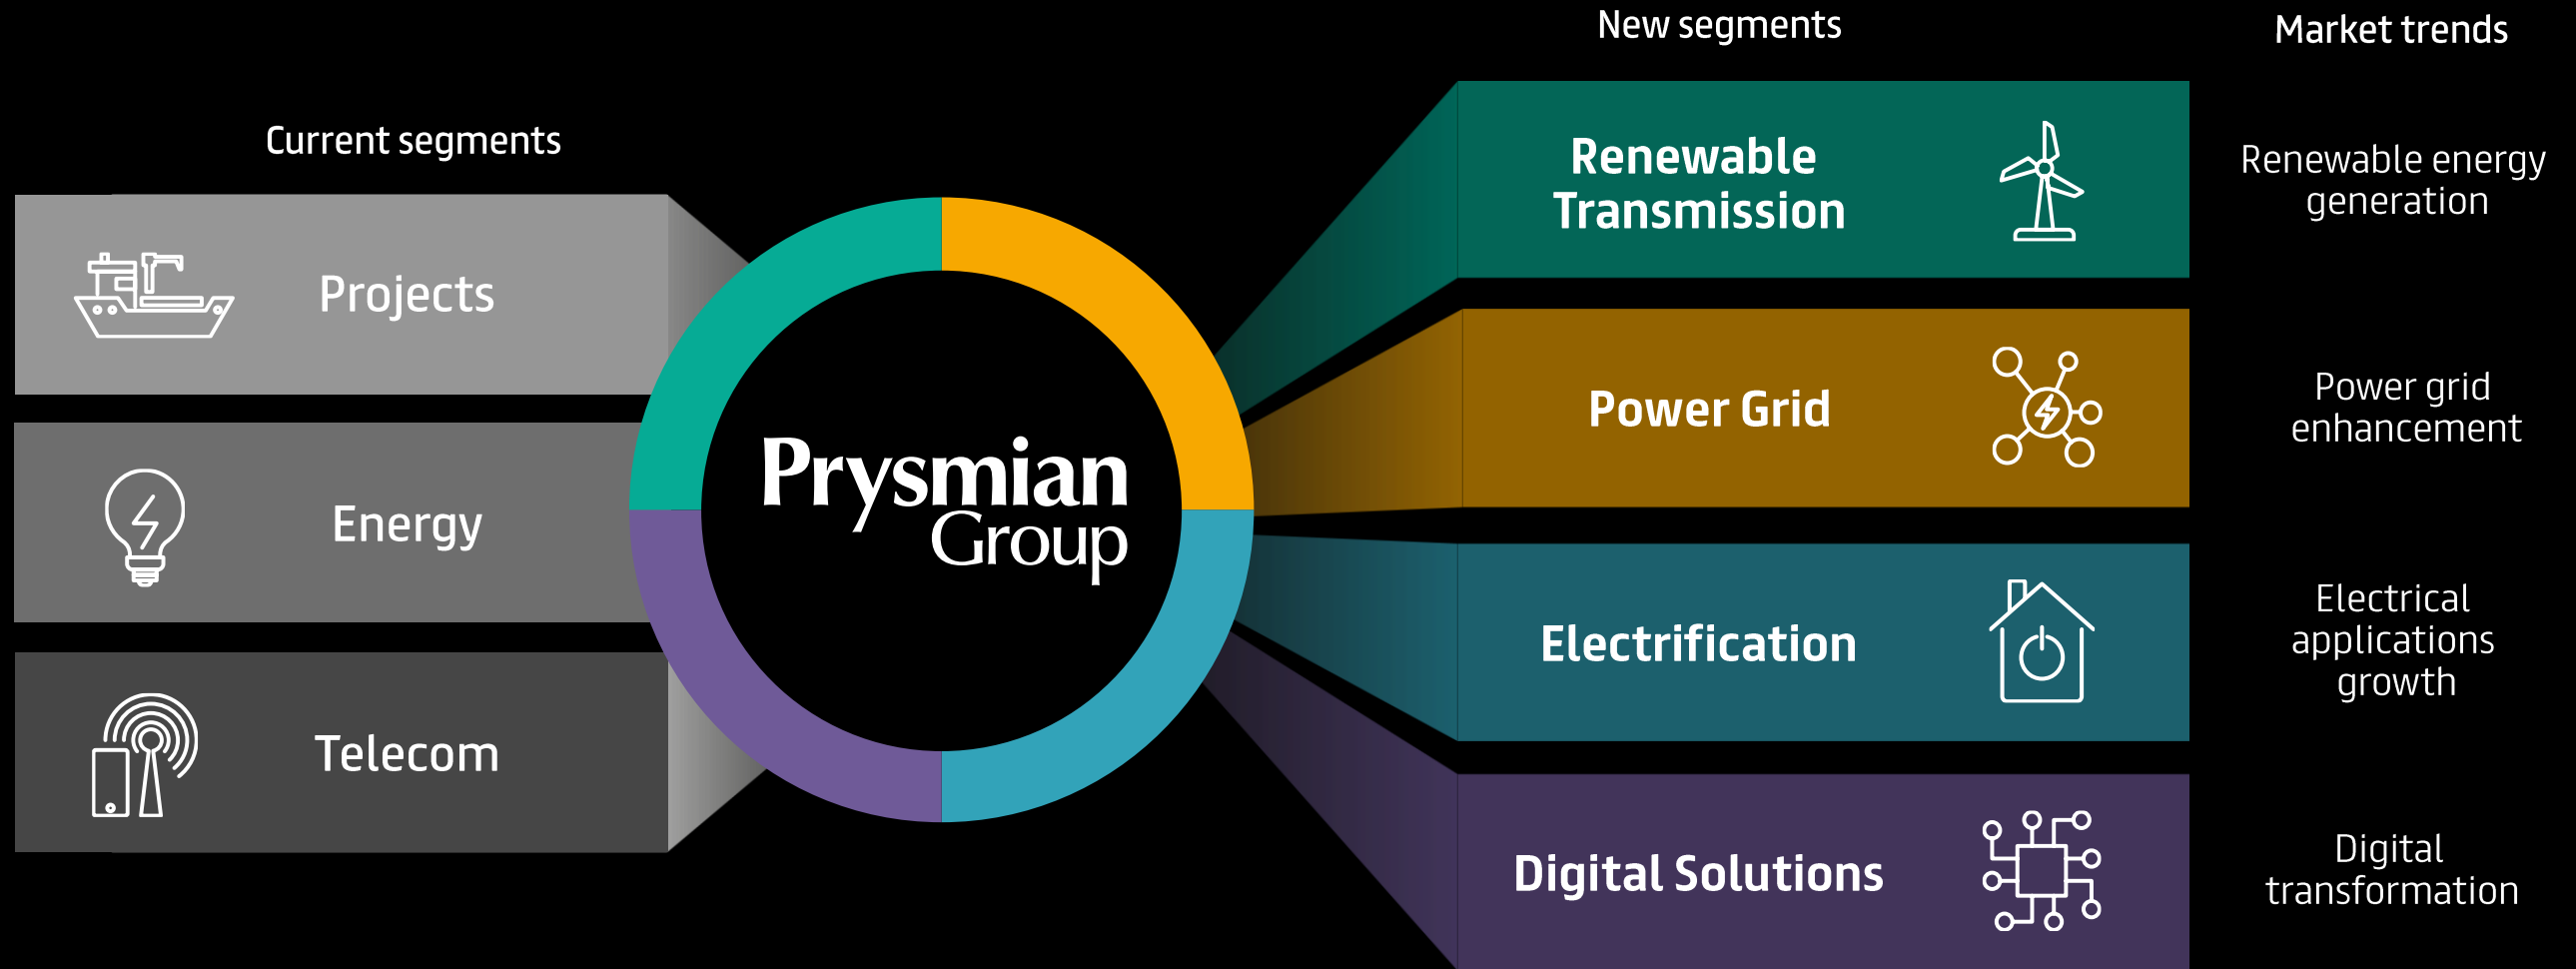 Current segments
Projects
Energy
Telecom
Prysmian
Group
New segments
Market trends
Renewable
Transmission
Renewable energy
generation
Power Grid
Power grid
enhancement
Electrification
Electrical
applications
growth
Digital Solutions
Digital
transformation